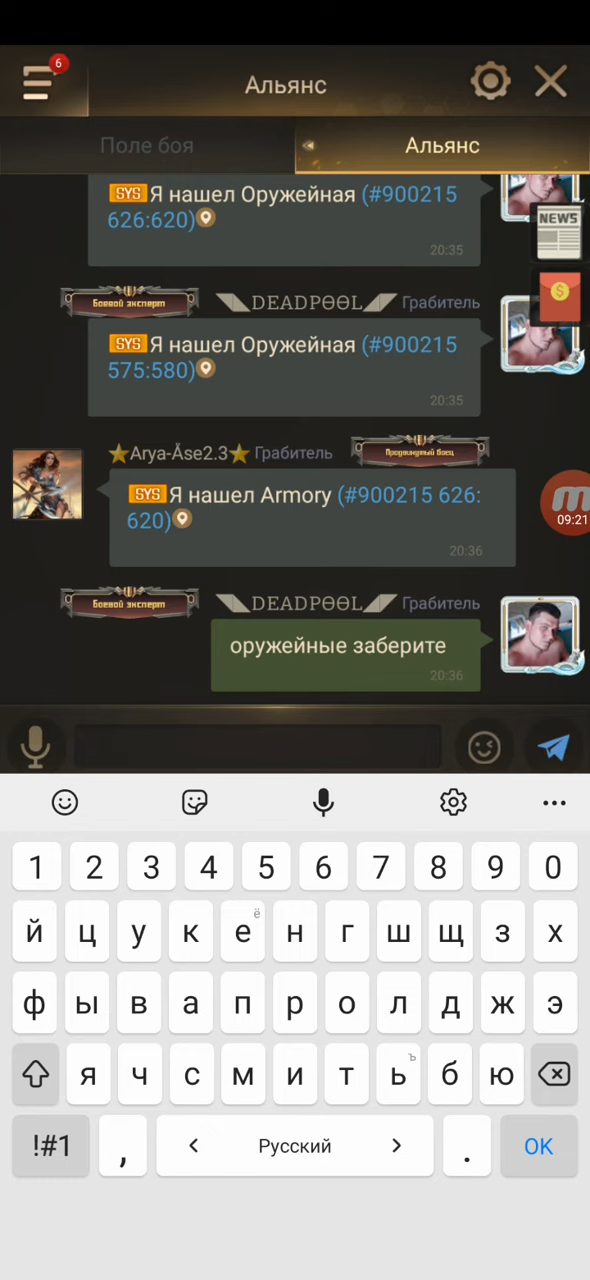 6
Альянс
Поле боя
Альянс
SYS Я нашел Оружейная (#900215
626:620)
20:35
NEWS
$
Боевой эксперт
DEADPΘΘL Грабитель
SYS Я нашел Оружейная (#900215
575:580)
20:35
Arya-Åse2.3 Грабитель
Продвинутый боец
SYS Я нашел Armory (#900215 626:
620)
20:36
09:21
Боевой эксперт
DEADPΘΘL Грабитель
оружейные заберите
20:36
1 2 3 4 5 6 7 8 9 0
й ц у к е ё н г ш щ з х
ф ы в а п р о л д ж э
я ч с м и т ь ъ б ю
!#1 , < Русский > . OK